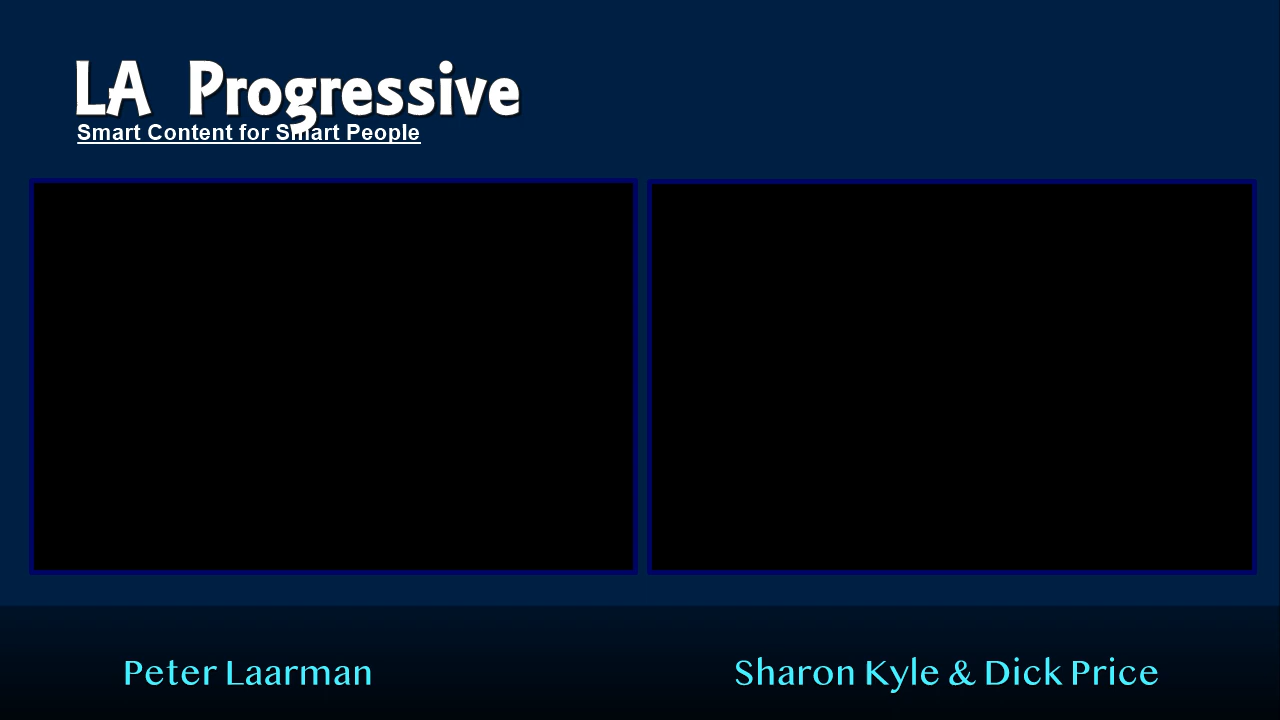 LA Progressive
Smart Content for Smart People
Peter Laarman
Sharon Kyle & Dick Price